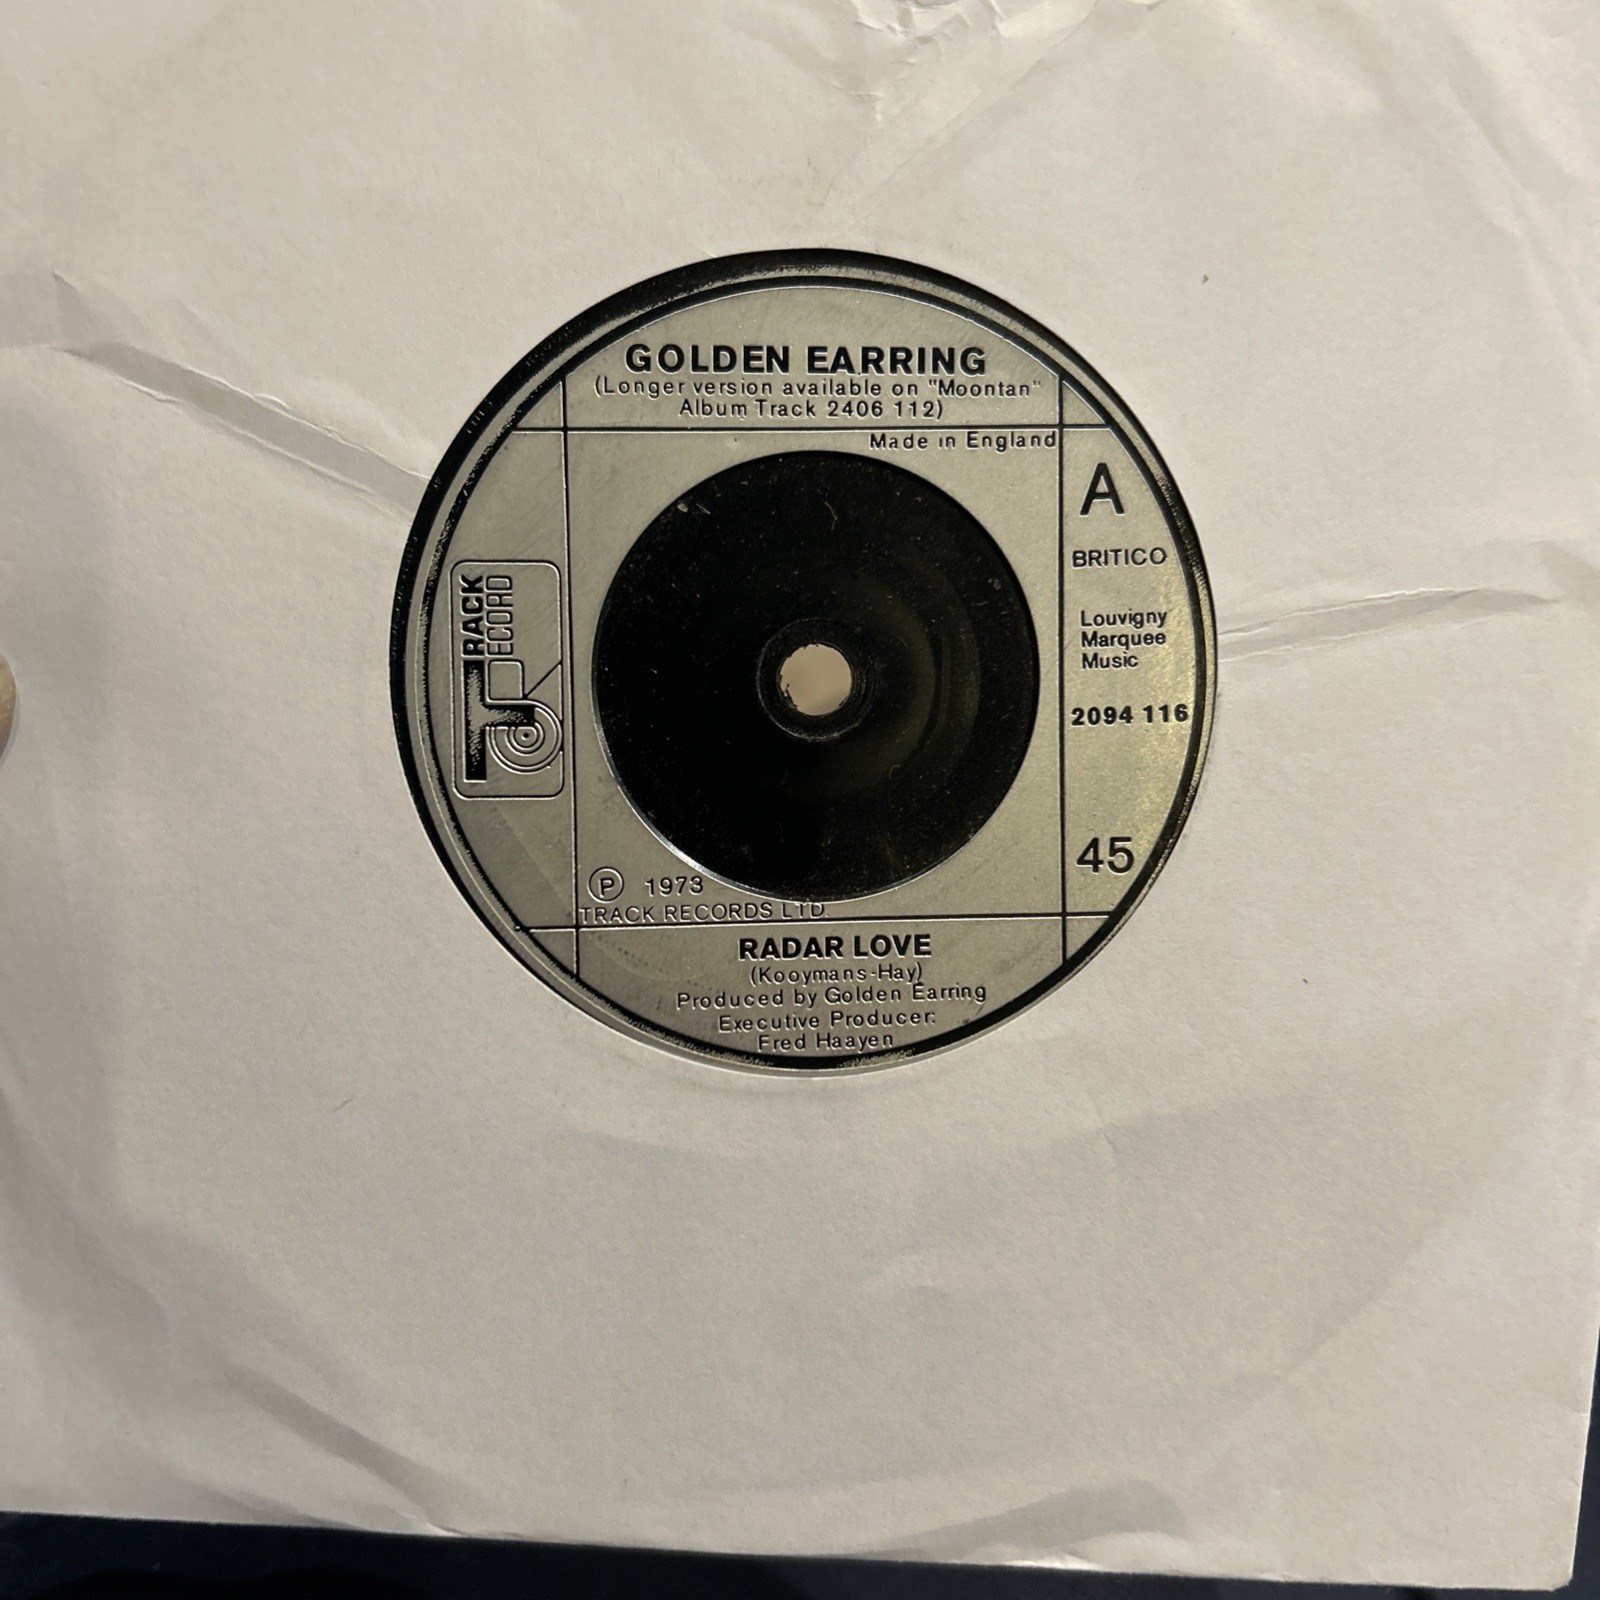 GOLDEN EARRING
(Longer version available on "Moontan"
Album Track 2406 112)
Made in England
A
BRITICO
Louvigny
Marquee
Music
2094 116
45
TRACK
RECORD
Ⓟ 1973
TRACK RECORDS LTD.
RADAR LOVE
(Kooymans-Hay)
Produced by Golden Earring
Executive Producer:
Fred Haayen